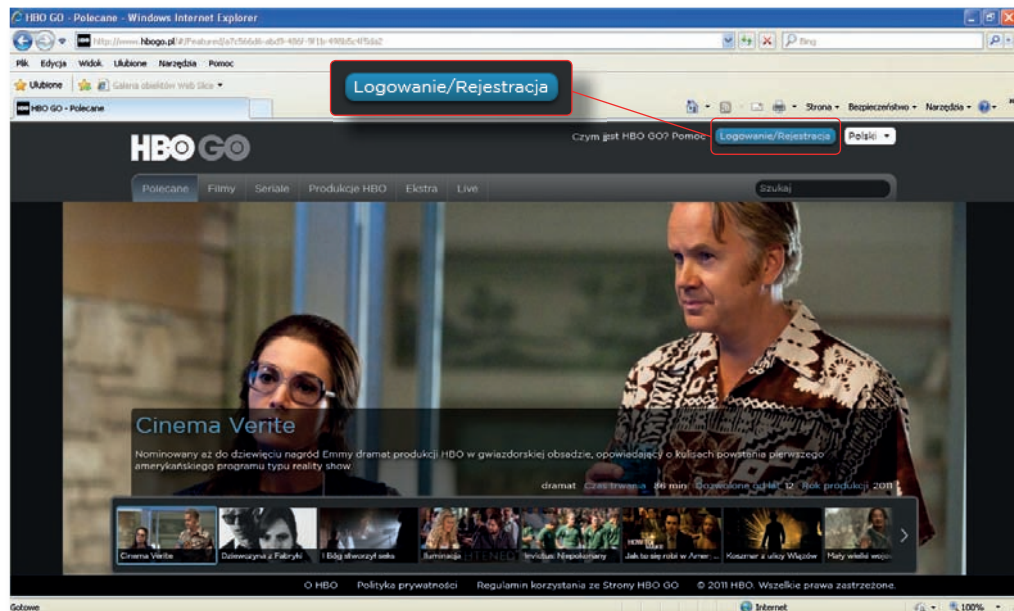 HBO GO - Polecane - Windows Internet Explorer
bing
Plik Edycja Widok Ulubione Narzędzia Pomoc
Ulubione Galeria obiektów Web Slice
HBO GO - Polecane
Strona Bezpieczeństwo Narzędzia
Logowanie/Rejestracja
HBO GO
Czym jest HBO GO? Pomoc Logowanie/Rejestracja Polski
Polecane Filmy Seriale Produkcje HBO Ekstra Live Szukaj
Cinema Verite
Nominowany aż do dziewięciu nagród Emmy dramat produkcji HBO w gwiazdorskiej obsadzie, opowiadający o kulisach powstania pierwszego
amerykańskiego programu typu reality show.
dramat Czas trwania 86 min Dozwolone od lat 12 Rok produkcji 2011
Cinema Verite Dziewczyna z Fabryki I Bóg stworzył seks Iluminacja Invictus: Niepokonany Jak to się robi w Amer... Koszmar z ulicy Wiązów Mały wielki
O HBO Polityka prywatności Regulamin korzystania ze Strony HBO GO © 2011 HBO. Wszelkie prawa zastrzeżone.
Gotowe Internet 100%